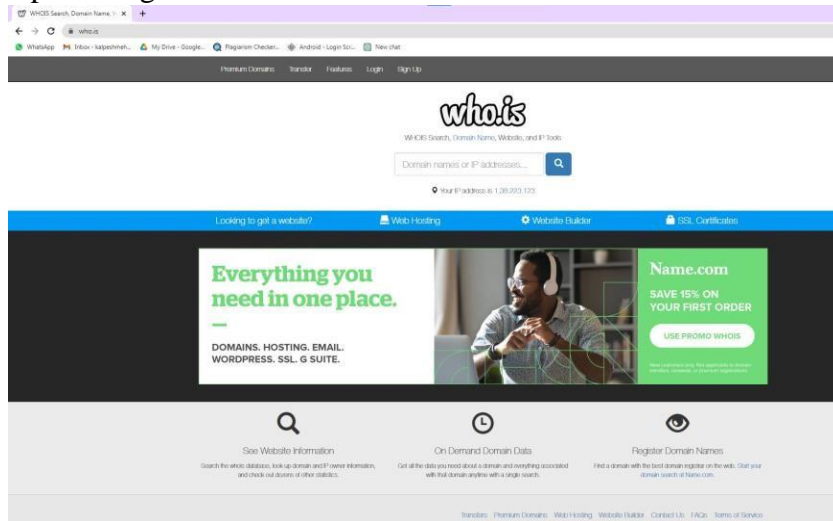 WHOIS Search, Domain Name,
who.is
WhatsApp Inbox - kalpeshmeh... My Drive - Google... Plagiarism Checker... Android - Login Scr... New chat
Premium Domains Transfer Features Login Sign Up
who.is
WHOIS Search, Domain Name, Website, and IP Tools
Domain names or IP addresses...
Your IP address is 1.38.223.123
Looking to get a website? Web Hosting Website Builder SSL Certificates
Everything you
need in one place.
DOMAINS. HOSTING. EMAIL.
WORDPRESS. SSL. G SUITE.
Name.com
SAVE 15% ON
YOUR FIRST ORDER
USE PROMO WHOIS
See Website Information
Search the whois database, look up domain and IP owner information,
and check out dozens of other statistics.
On Demand Domain Data
Get all the data you need about a domain and everything associated
with that domain anytime with a single search.
Register Domain Names
Find a domain with the best domain registrar on the web. Start your
domain search at Name.com.
Transfers Premium Domains Web Hosting Website Builder Contact Us FAQs Terms of Service